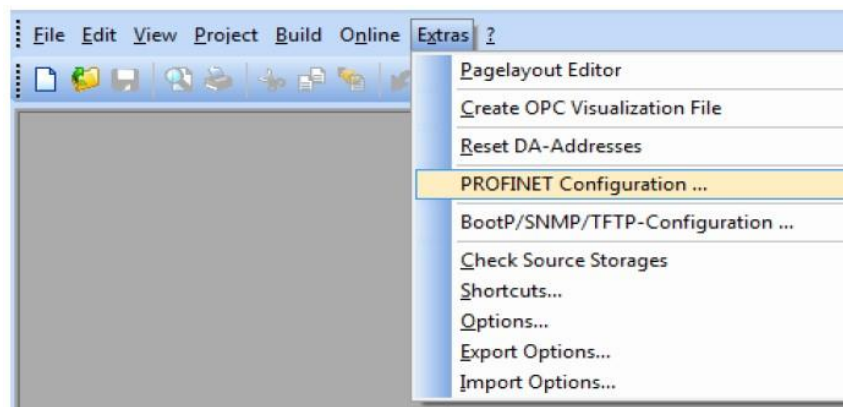 File Edit View Project Build Online Extras ?
Pagelayout Editor
Create OPC Visualization File
Reset DA-Addresses
PROFINET Configuration ...
BootP/SNMP/TFTP-Configuration ...
Check Source Storages
Shortcuts...
Options...
Export Options...
Import Options...